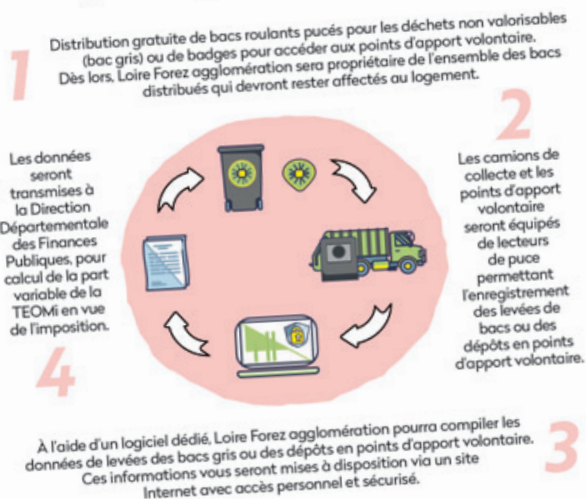 1
Distribution gratuite de bacs roulants pucés pour les déchets non valorisables
(bac gris) ou de badges pour accéder aux points d'apport volontaire.
Dès lors, Loire Forez agglomération sera propriétaire de l'ensemble des bacs
distribués qui devront rester affectés au logement.
2
Les camions de
collecte et les
points d'apport
volontaire
seront équipés
de lecteurs
de puce
permettant
l'enregistrement
des levées de
bacs ou des
dépôts en points
d'apport volontaire.
3
À l'aide d'un logiciel dédié, Loire Forez agglomération pourra compiler les
données de levées des bacs gris ou des dépôts en points d'apport volontaire.
Ces informations vous seront mises à disposition via un site
Internet avec accès personnel et sécurisé.
4
Les données
seront
transmises à
la Direction
Départementale
des Finances
Publiques, pour
calcul de la part
variable de la
TEOMi en vue
de l'imposition.